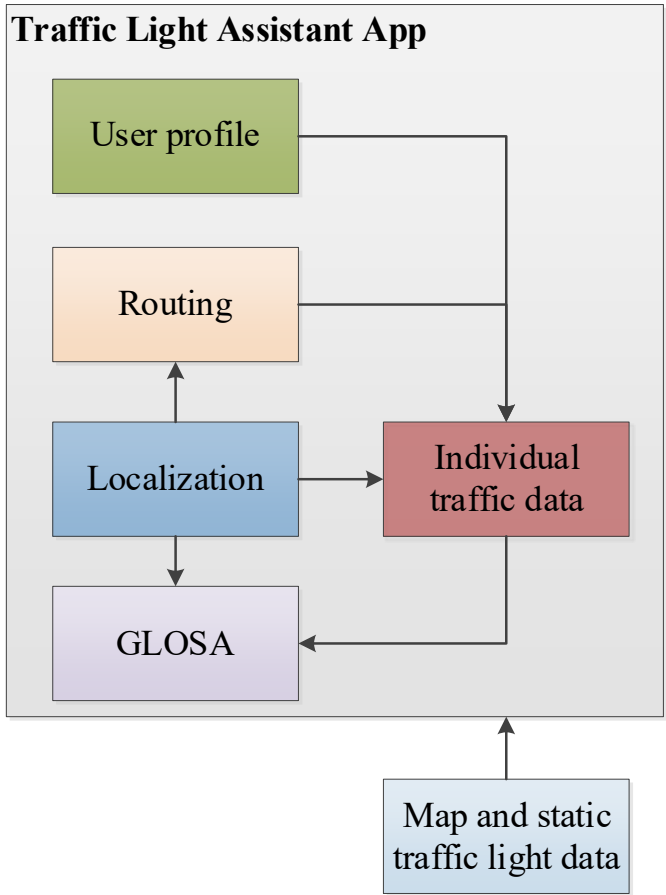 Traffic Light Assistant App
User profile
Routing
Localization
Individual
traffic data
GLOSA
Map and static
traffic light data